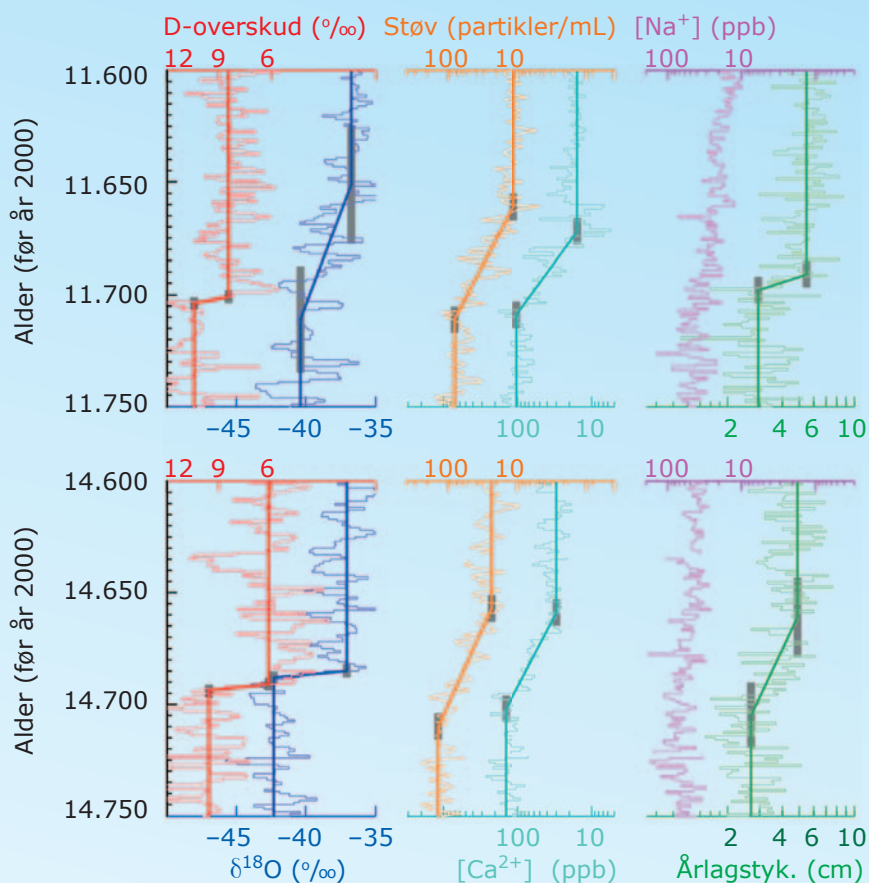 D-overskud (o/oo) Støv (partikler/mL) [Na+] (ppb)
12 9 6 100 10 100 10
11.600
11.650
11.700
11.750
Alder (før år 2000)
–45 –40 –35 100 10 2 4 6 10
12 9 6 100 10 100 10
14.600
14.650
14.700
14.750
Alder (før år 2000)
–45 –40 –35 100 10 2 4 6 10
δ18O (o/oo) [Ca2+] (ppb) Årlagstyk. (cm)